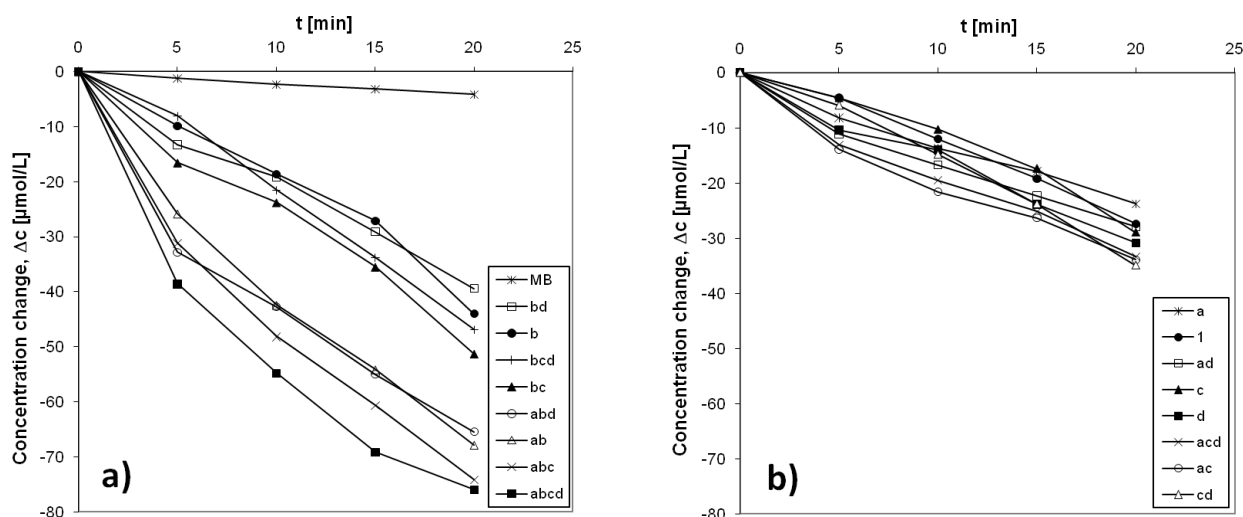 t [min]
0 5 10 15 20 25
0
-10
-20
-30
-40
-50
-60
-70
-80
Concentration change, Δc [µmol/L]
MB
bd
b
bcd
bc
abd
ab
abc
abcd
a)
t [min]
0 5 10 15 20 25
0
-10
-20
-30
-40
-50
-60
-70
-80
Concentration change, Δc [µmol/L]
a
1
ad
c
d
acd
ac
cd
b)